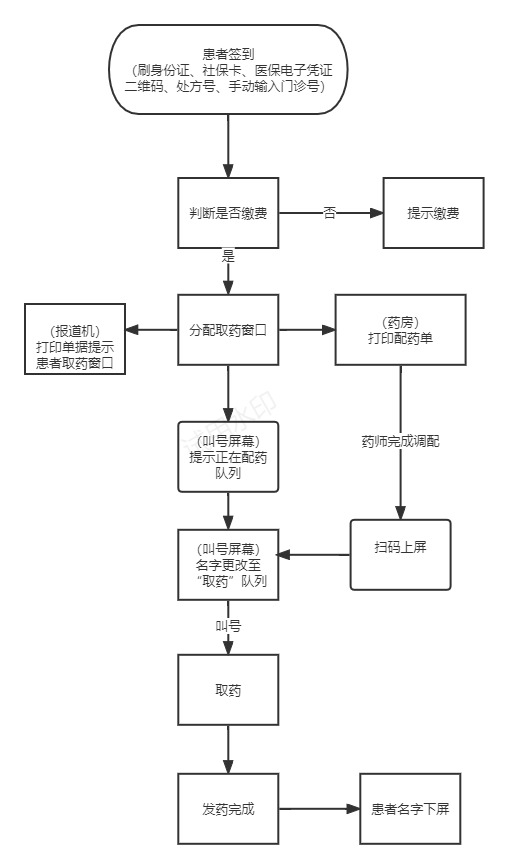 患者签到
（刷身份证、社保卡、医保电子凭证
二维码、处方号、手动输入门诊号）
判断是否缴费
否
提示缴费
是
（报道机）
打印单据提示
患者取药窗口
分配取药窗口
（药房）
打印配药单
试用水印
（叫号屏幕）
提示正在配药
队列
药师完成调配
（叫号屏幕）
名字更改至
“取药”队列
扫码上屏
叫号
取药
发药完成
患者名字下屏